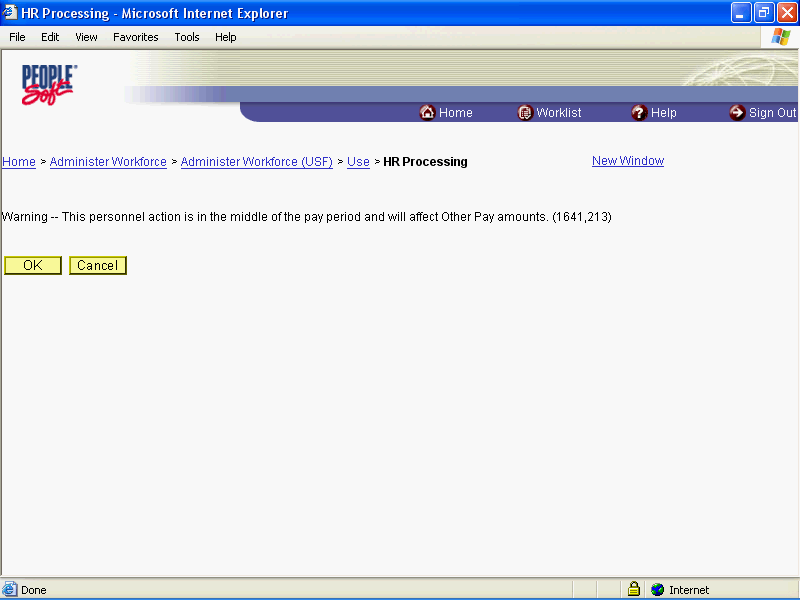 HR Processing - Microsoft Internet Explorer
File Edit View Favorites Tools Help
PEOPLE
Soft
Home Worklist Help Sign Out
Home > Administer Workforce > Administer Workforce (USF) > Use > HR Processing New Window
Warning -- This personnel action is in the middle of the pay period and will affect Other Pay amounts. (1641,213)
OK Cancel
Done Internet